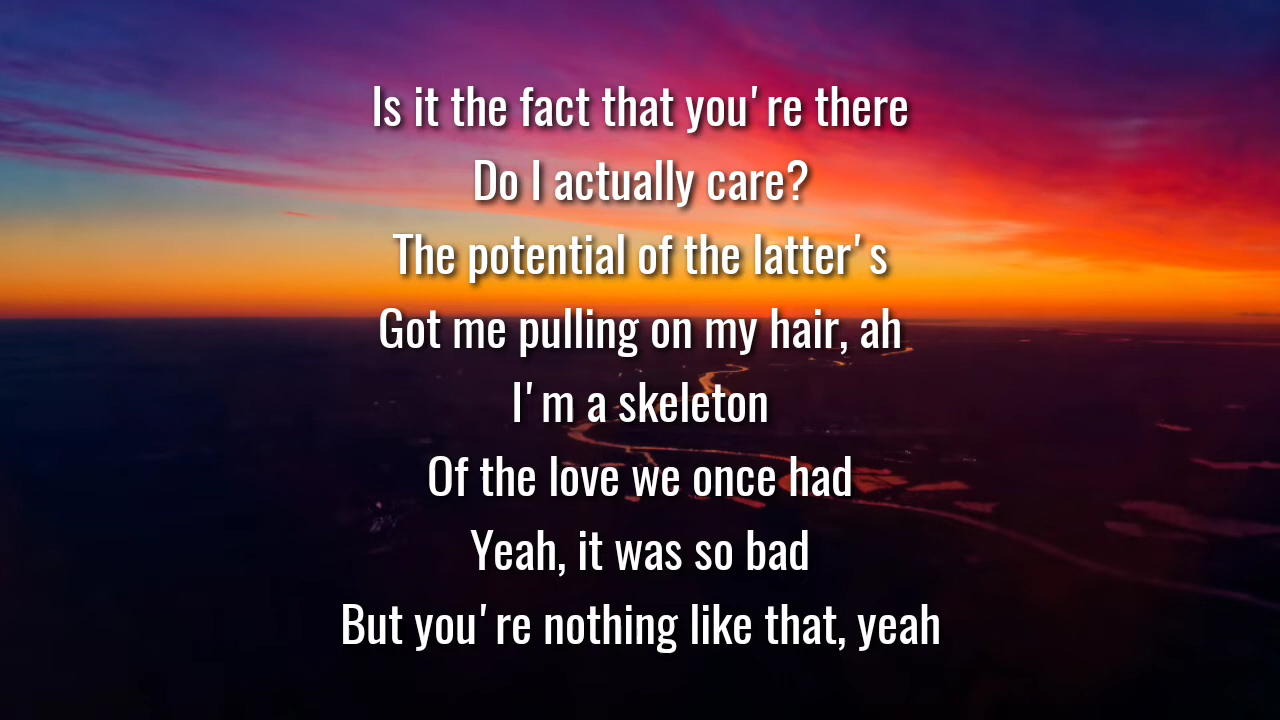 Is it the fact that you're there
Do I actually care?
The potential of the latter's
Got me pulling on my hair, ah
I'm a skeleton
Of the love we once had
Yeah, it was so bad
But you're nothing like that, yeah